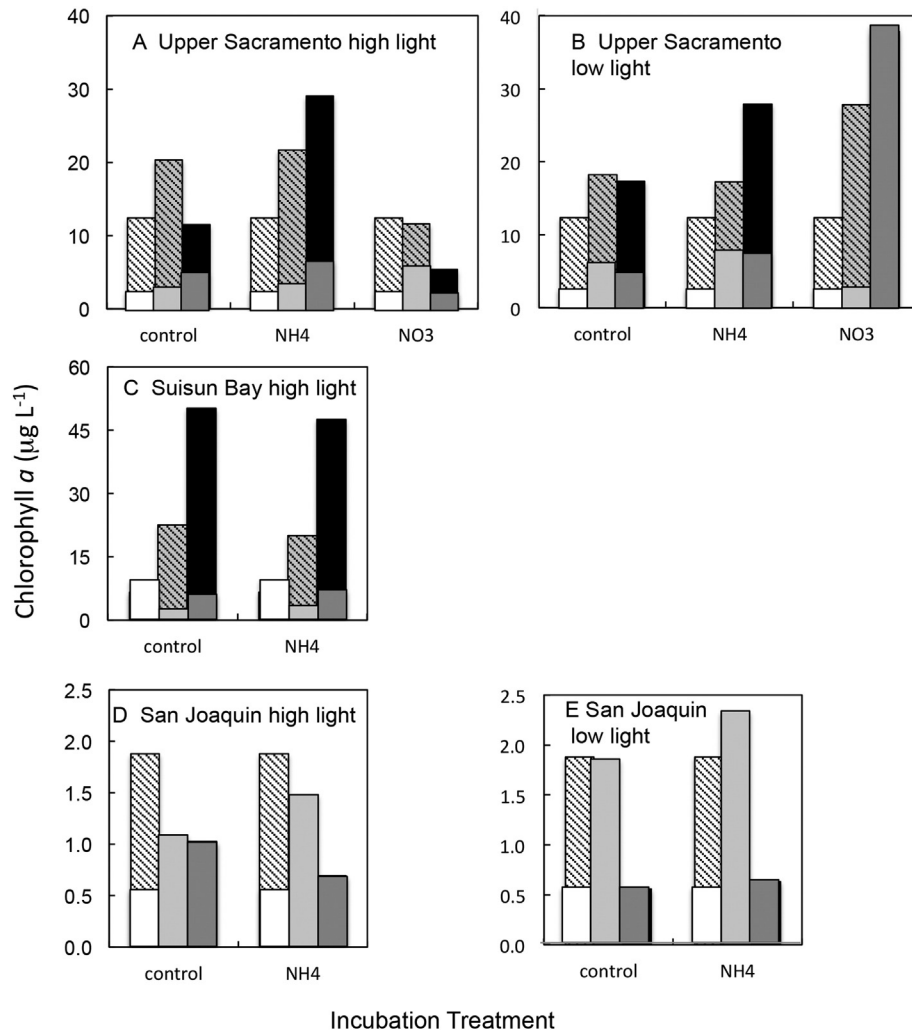 40
30
20
10
0
A Upper Sacramento high light
control
NH4
NO3
40
30
20
10
0
B Upper Sacramento
low light
control
NH4
NO3
Chlorophyll a (µg L-1)
60
45
30
15
0
C Suisun Bay high light
control
NH4
2.5
2.0
1.5
1.0
0.5
0.0
D San Joaquin high light
control
NH4
2.5
2.0
1.5
1.0
0.5
0.0
E San Joaquin
low light
control
NH4
Incubation Treatment